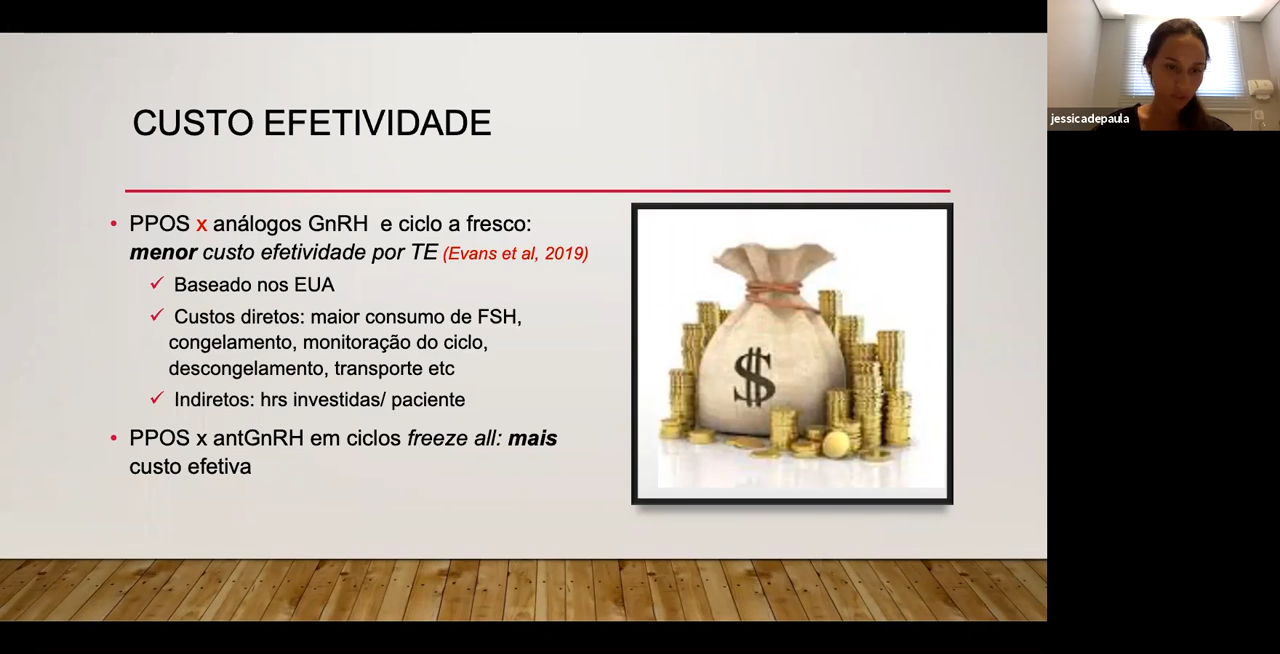 CUSTO EFETIVIDADE
• PPOS x análogos GnRH e ciclo a fresco:
menor custo efetividade por TE (Evans et al, 2019)
✓ Baseado nos EUA
✓ Custos diretos: maior consumo de FSH,
congelamento, monitoração do ciclo,
descongelamento, transporte etc
✓ Indiretos: hrs investidas/ paciente
• PPOS x antGnRH em ciclos freeze all: mais
custo efetiva
$
jessicadepaula